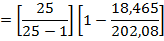 = [25 / (25 − 1)] [1 − 18,465 / 202,08]